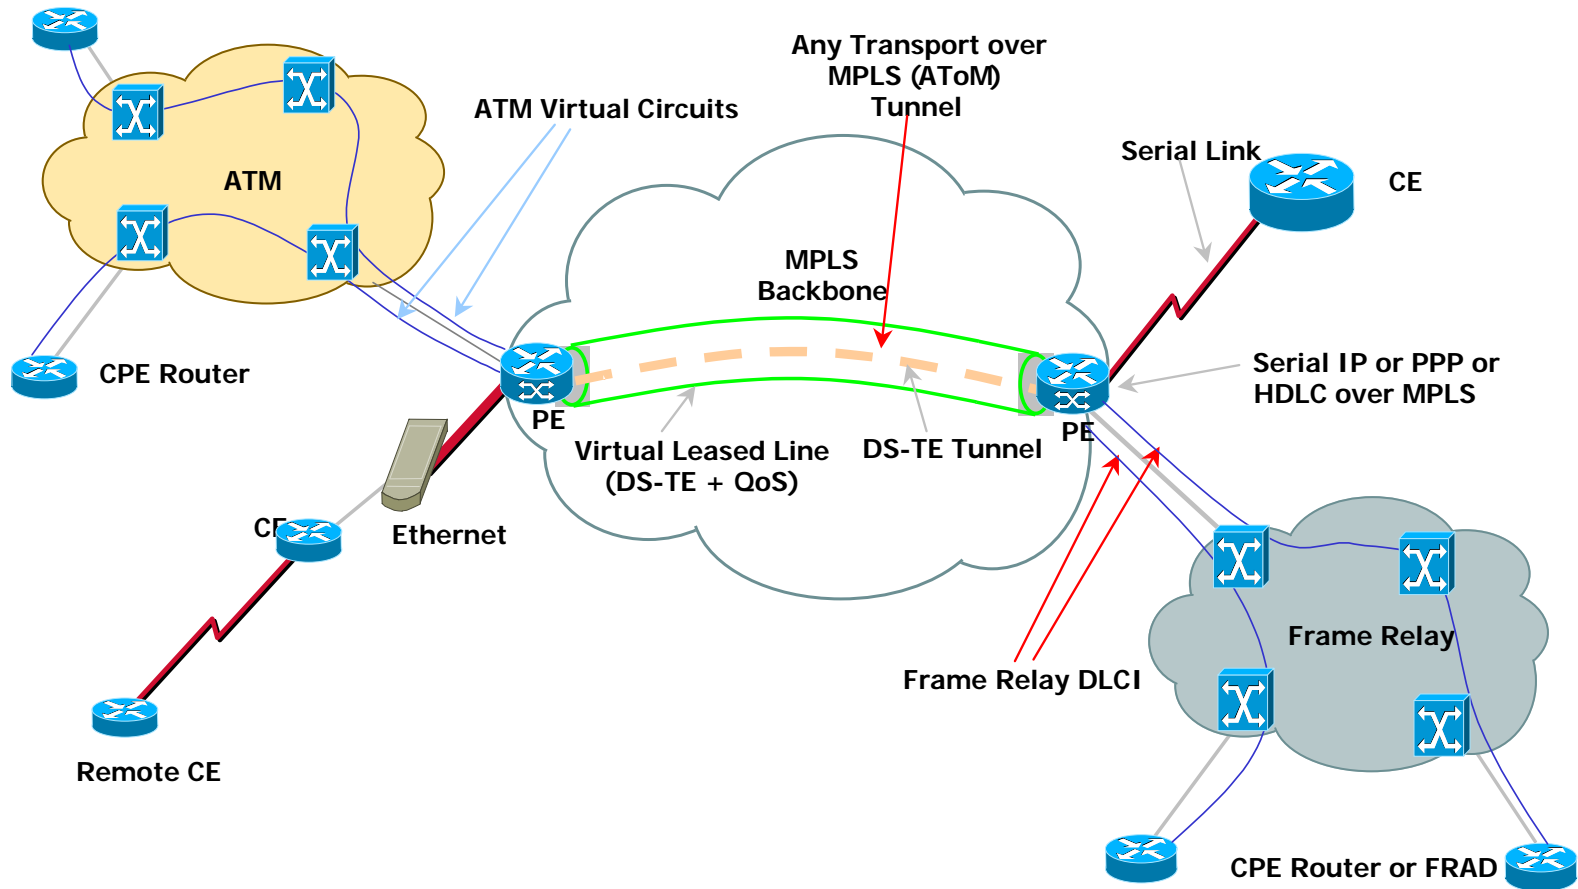 Any Transport over
MPLS (AToM)
Tunnel
ATM Virtual Circuits
Serial Link
CE
ATM
MPLS
Backbone
CPE Router
Serial IP or PPP or
HDLC over MPLS
PE
PE
Virtual Leased Line
(DS-TE + QoS)
DS-TE Tunnel
CE
Ethernet
Frame Relay
Frame Relay DLCI
Remote CE
CPE Router or FRAD